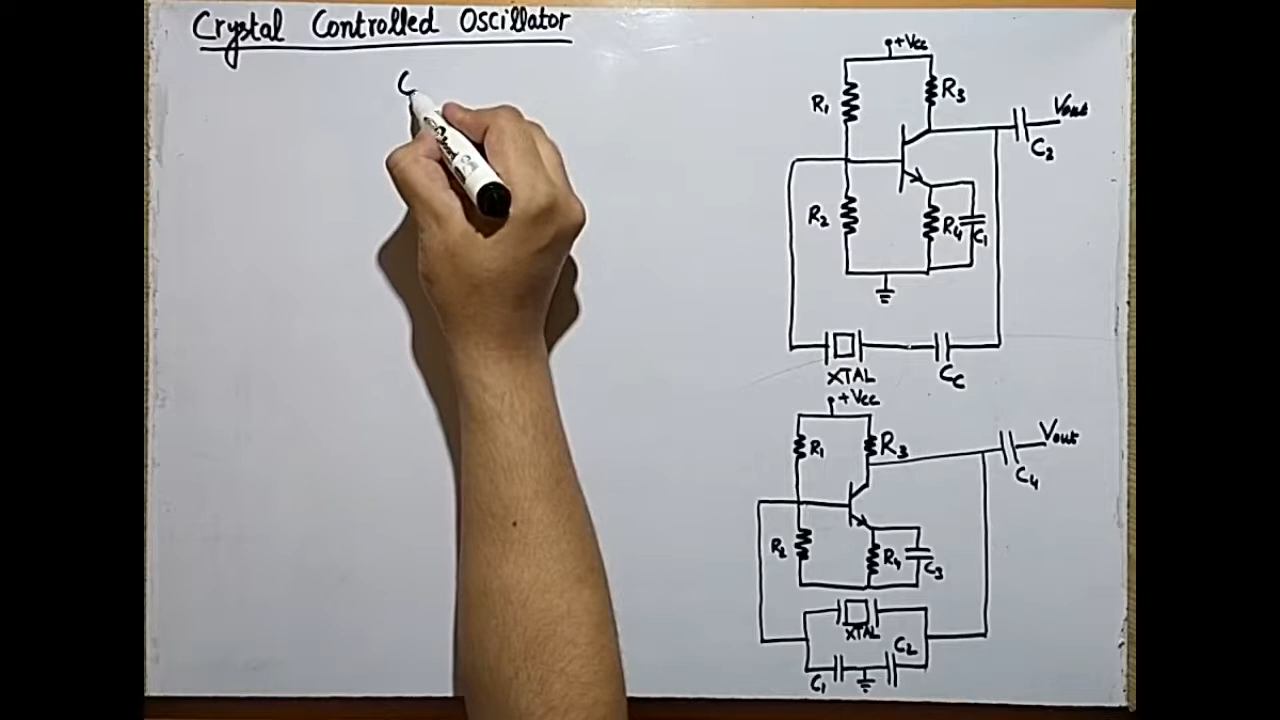 Crystal Controlled Oscillator
C
+Vcc
R1
R3
Vout
C2
R2
R4
C1
XTAL
Cc
+Vcc
R1
R3
Vout
C4
R2
R4
C3
XTAL
C2
C1